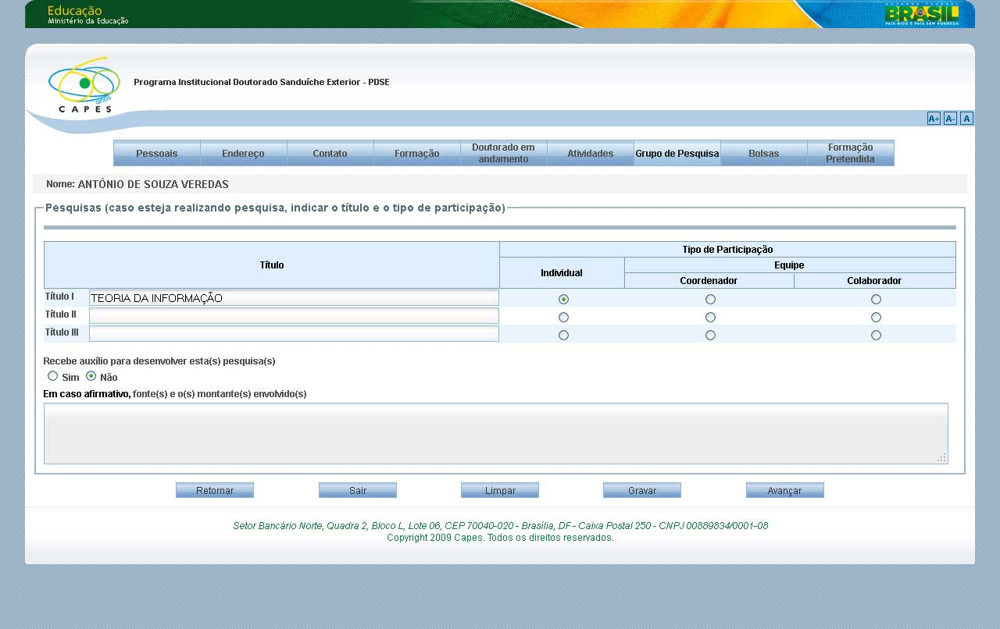 Educação
Ministério da Educação
GOVERNO FEDERAL
BRASIL
PAÍS RICO É PAÍS SEM POBREZA
anos
CAPES
Programa Institucional Doutorado Sanduíche Exterior - PDSE
A+ A- A
Pessoais Endereço Contato Formação Doutorado em andamento Atividades Grupo de Pesquisa Bolsas Formação Pretendida
Nome: ANTÔNIO DE SOUZA VEREDAS
Pesquisas (caso esteja realizando pesquisa, indicar o título e o tipo de participação)
Título
Tipo de Participação
Individual
Equipe
Coordenador Colaborador
Título I TEORIA DA INFORMAÇÃO
Título II
Título III
Recebe auxílio para desenvolver esta(s) pesquisa(s)
Sim Não
Em caso afirmativo, fonte(s) e o(s) montante(s) envolvido(s)
Retornar Sair Limpar Gravar Avançar
Setor Bancário Norte, Quadra 2, Bloco L, Lote 06, CEP 70040-020 - Brasília, DF - Caixa Postal 250 - CNPJ 00889834/0001-08
Copyright 2009 Capes. Todos os direitos reservados.